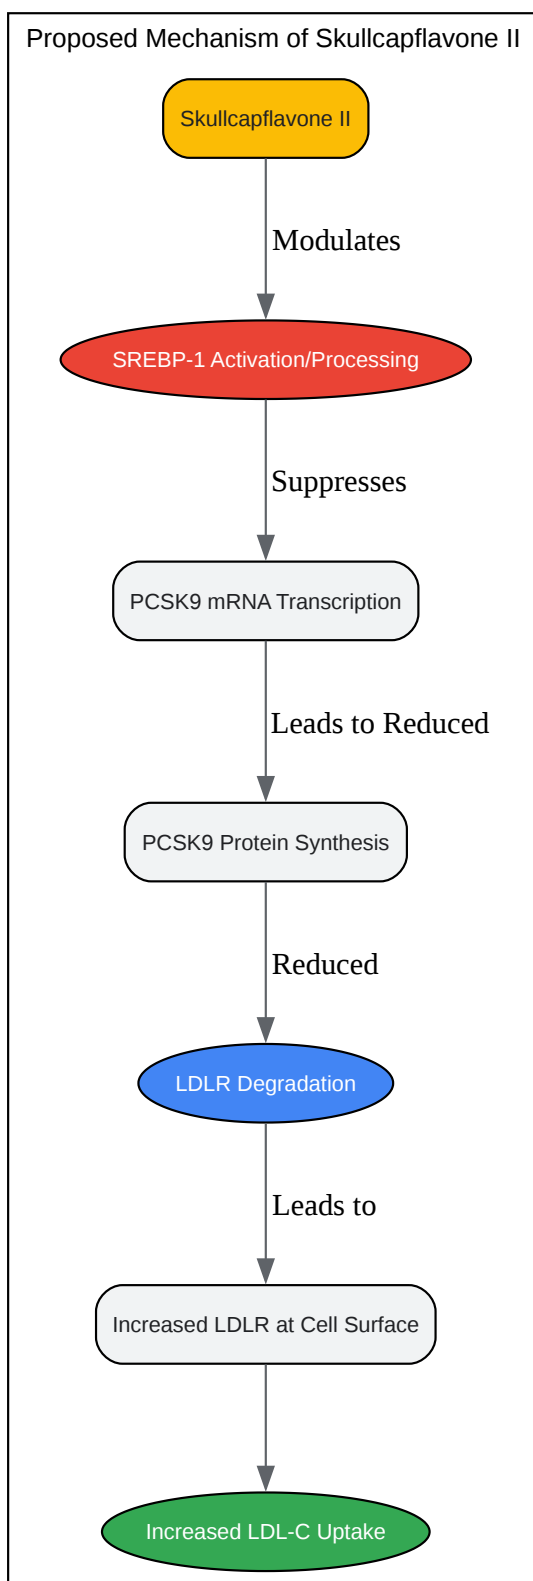 Proposed Mechanism of Skullcapflavone II
Skullcapflavone II
Modulates
SREBP-1 Activation/Processing
Suppresses
PCSK9 mRNA Transcription
Leads to Reduced
PCSK9 Protein Synthesis
Reduced
LDLR Degradation
Leads to
Increased LDLR at Cell Surface
Increased LDL-C Uptake